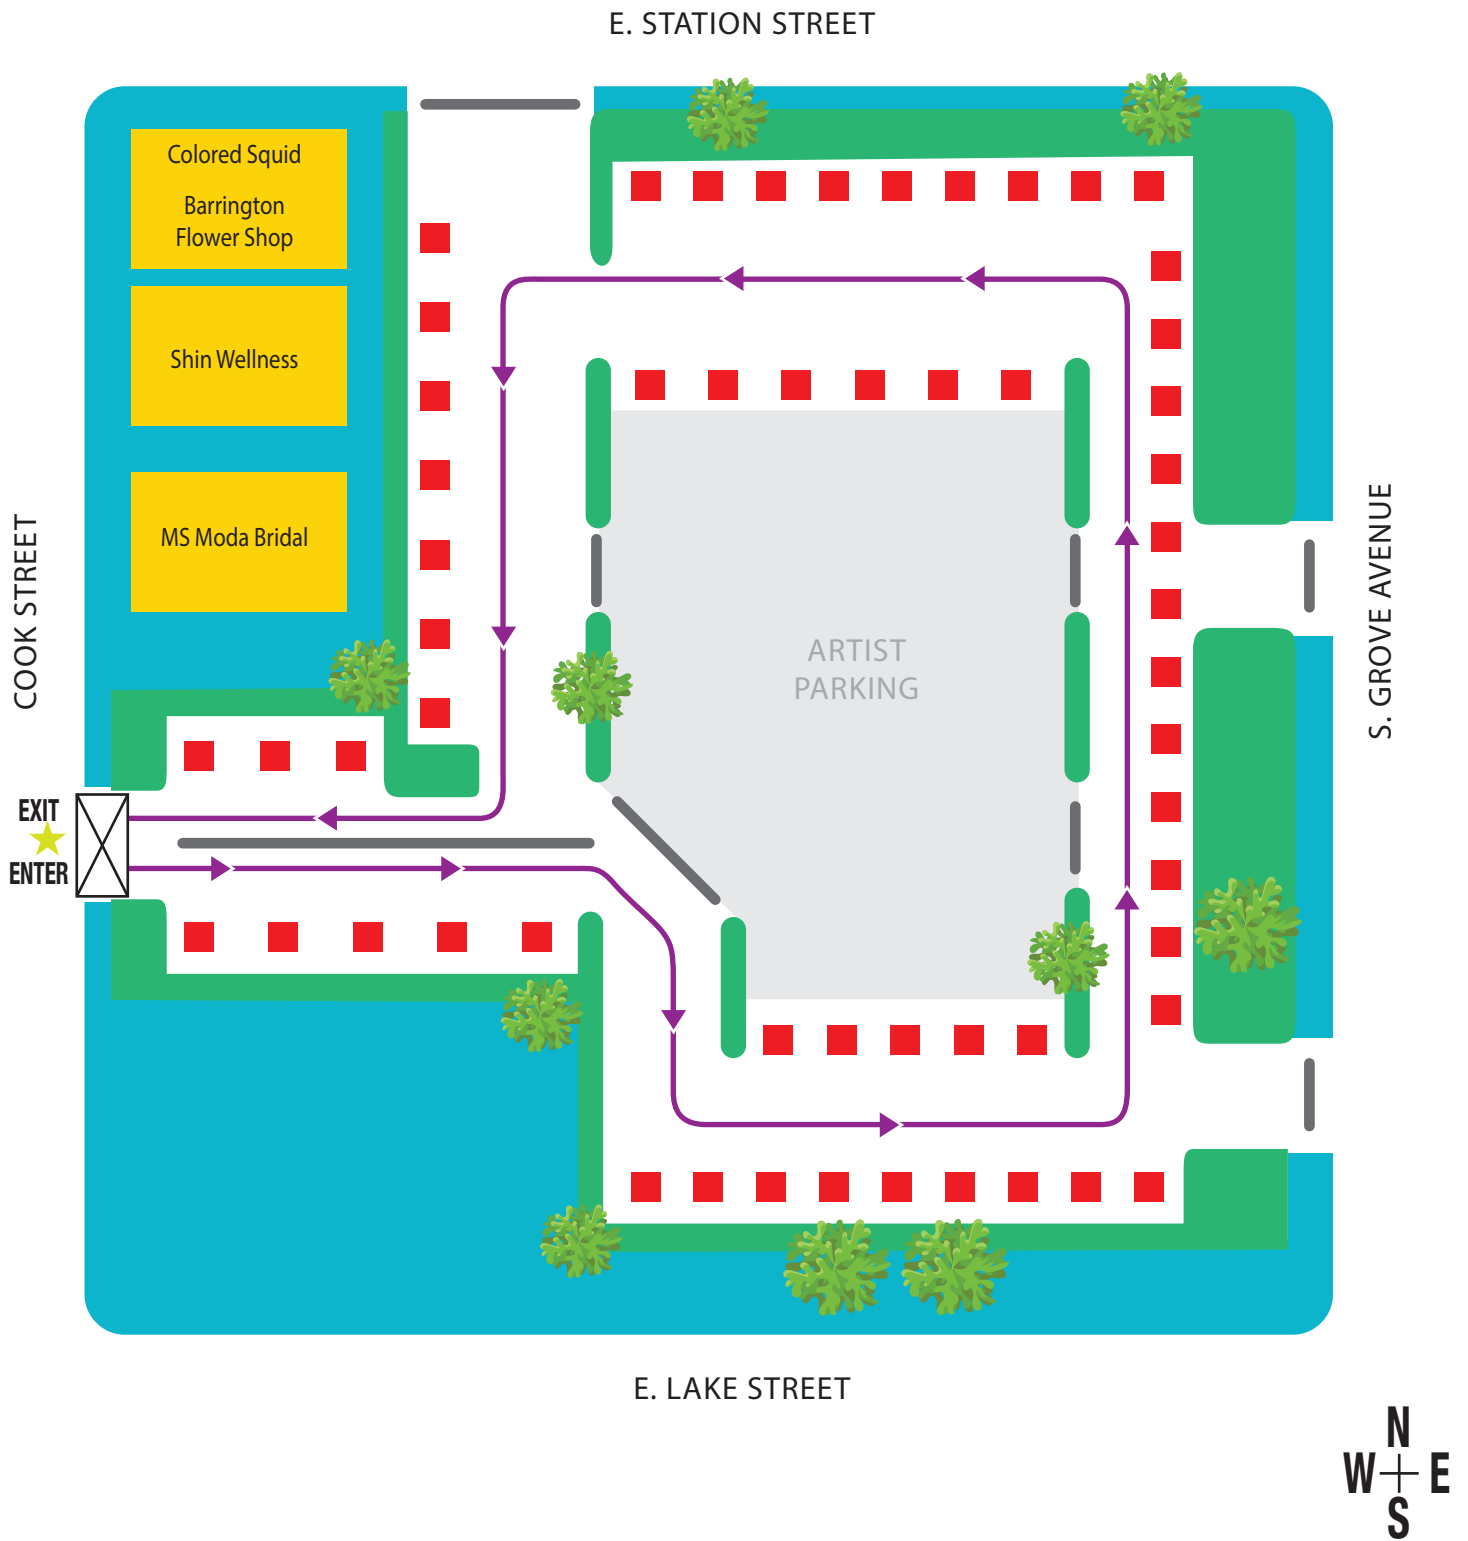 E. STATION STREET
Colored Squid
Barrington
Flower Shop
Shin Wellness
MS Moda Bridal
COOK STREET
S. GROVE AVENUE
ARTIST
PARKING
EXIT
ENTER
E. LAKE STREET
N
W E
S